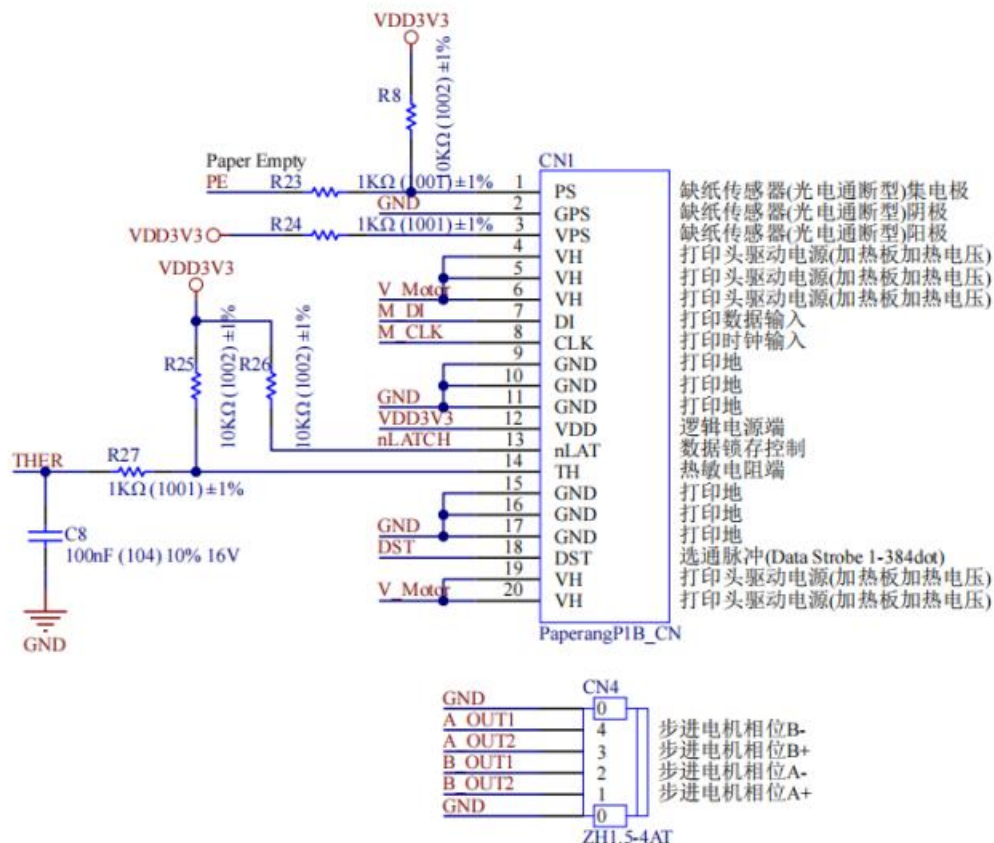 VDD3V3
R8
10KΩ (1002) ±1%
Paper Empty
PE
R23
1KΩ (1001) ±1%
GND
VDD3V3
R24
1KΩ (1001) ±1%
VDD3V3
R25
10KΩ (1002) ±1%
R26
10KΩ (1002) ±1%
V_Motor
M_DI
M_CLK
GND
VDD3V3
nLATCH
THER
R27
1KΩ (1001) ±1%
C8
100nF (104) 10% 16V
GND
GND
DST
V_Motor
CN1
1 PS 缺纸传感器(光电通断型)集电极
2 GPS 缺纸传感器(光电通断型)阴极
3 VPS 缺纸传感器(光电通断型)阳极
4 VH 打印头驱动电源(加热板加热电压)
5 VH 打印头驱动电源(加热板加热电压)
6 VH 打印头驱动电源(加热板加热电压)
7 DI 打印数据输入
8 CLK 打印时钟输入
9 GND 打印地
10 GND 打印地
11 GND 打印地
12 VDD 逻辑电源端
13 nLAT 数据锁存控制
14 TH 热敏电阻端
15 GND 打印地
16 GND 打印地
17 GND 打印地
18 DST 选通脉冲(Data Strobe 1-384dot)
19 VH 打印头驱动电源(加热板加热电压)
20 VH 打印头驱动电源(加热板加热电压)
PaperangP1B_CN
CN4
GND 0
A_OUT1 4 步进电机相位B-
A_OUT2 3 步进电机相位B+
B_OUT1 2 步进电机相位A-
B_OUT2 1 步进电机相位A+
GND 0
ZH1.5-4AT